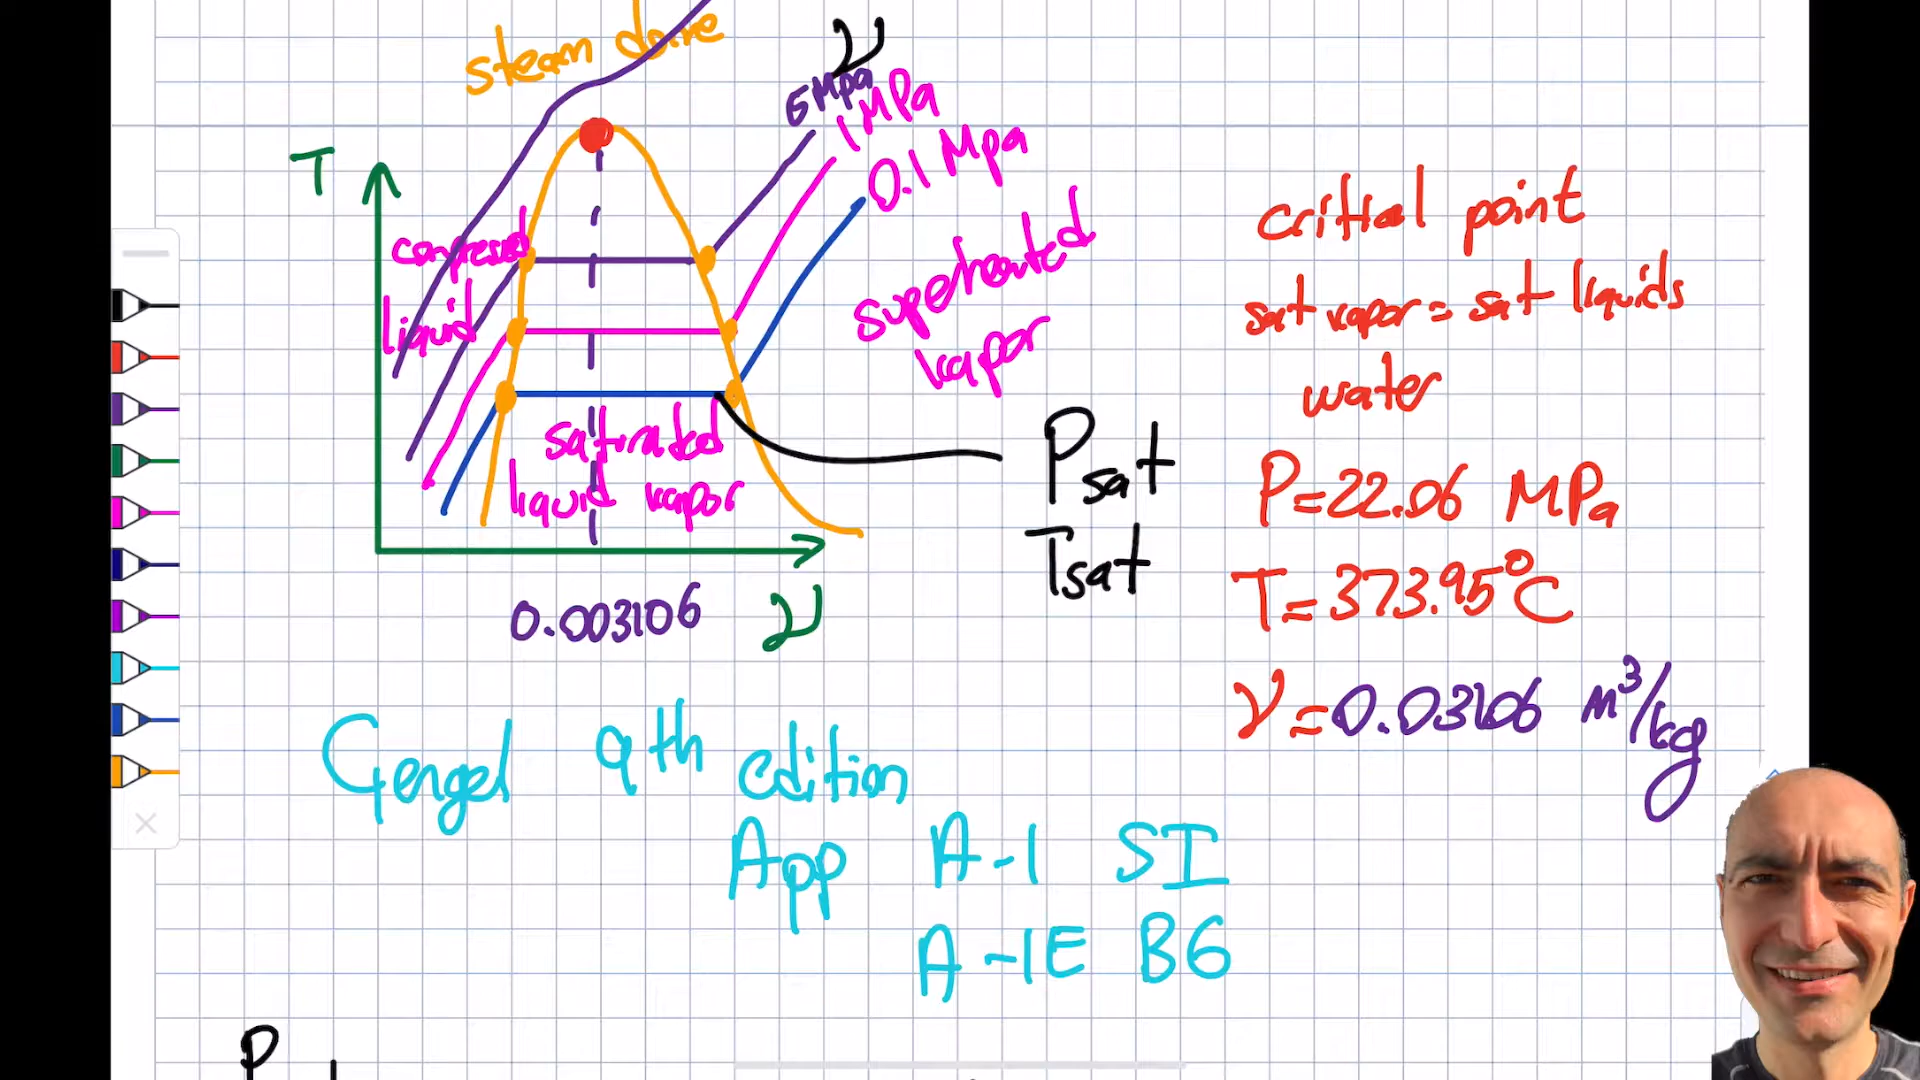 steam dome
ν
5 MPa
1 MPa
0.1 MPa
T
compressed
liquid
superheated
vapor
saturated
liquid vapor
Psat
Tsat
0.003106
ν
critical point
sat vapor = sat liquids
water
P=22.06 MPa
T=373.95°C
ν=0.03106 m³/kg
Cengel 9th edition
App A-1 SI
A-1E BG
P